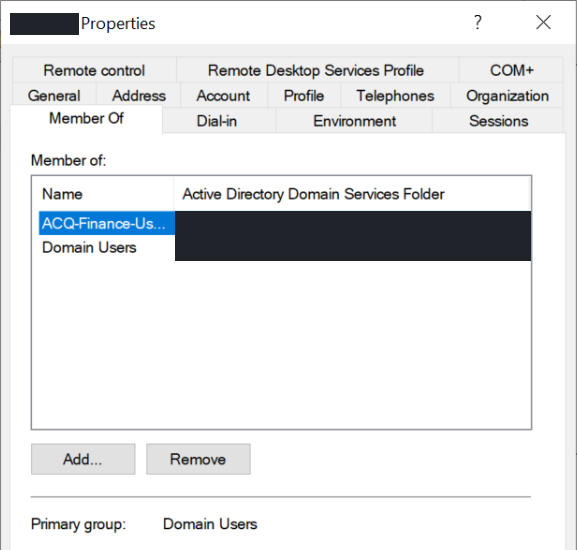 Properties ?
Remote control Remote Desktop Services Profile COM+
General Address Account Profile Telephones Organization
Member Of Dial-in Environment Sessions
Member of:
Name Active Directory Domain Services Folder
ACQ-Finance-Us...
Domain Users
Add... Remove
Primary group: Domain Users